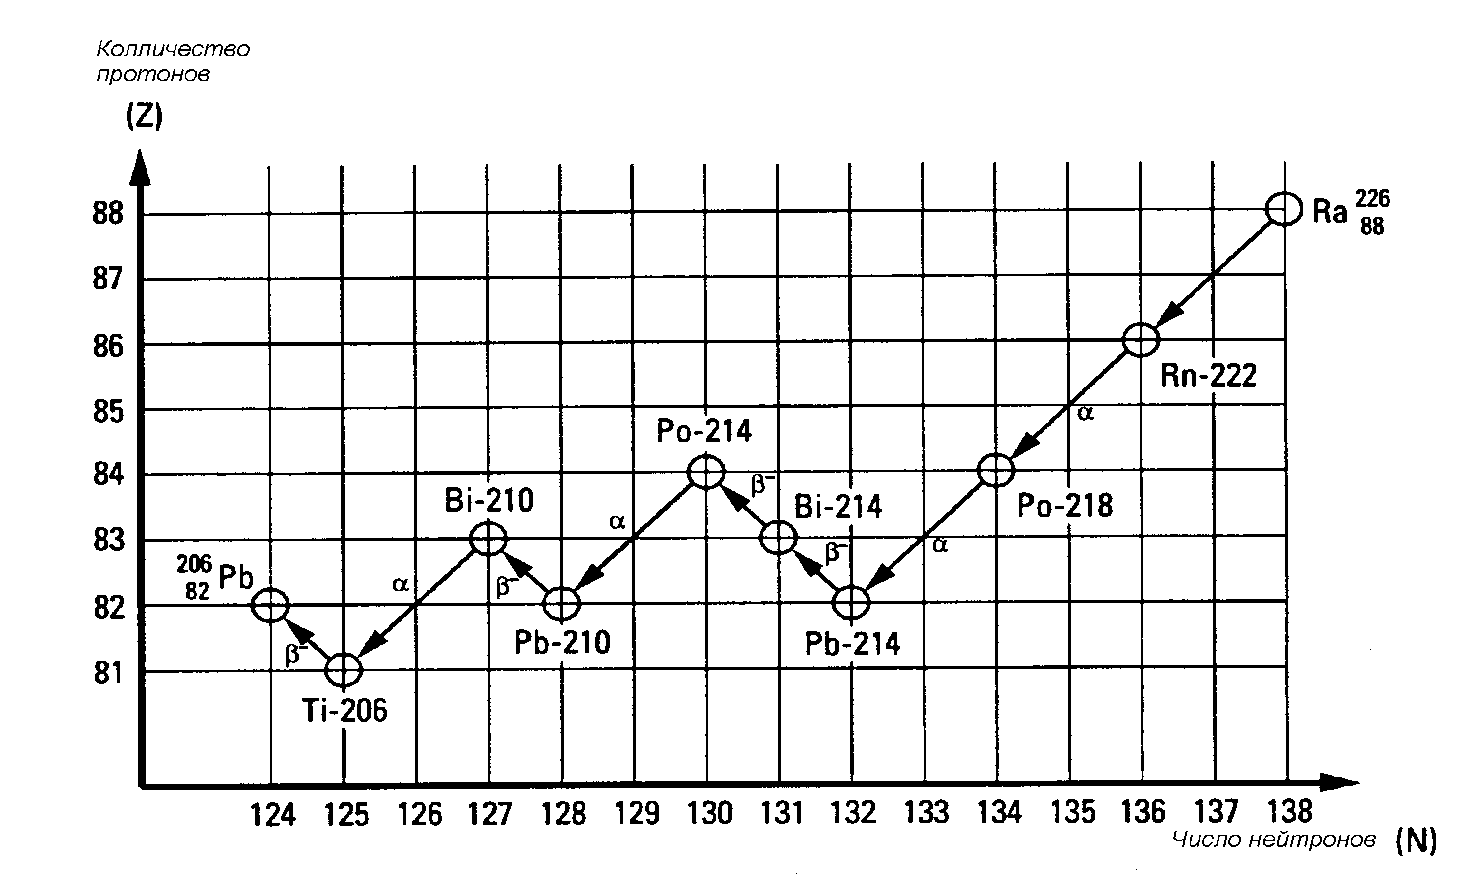 Колличество
протонов
(Z)
88
87
86
85
84
83
82
81
Ra 226
88
Rn-222
α
Po-218
α
Po-214
β⁻
Bi-214
β⁻
Pb-214
α
Bi-210
β⁻
Pb-210
α
206
82 Pb
β⁻
Ti-206
124 125 126 127 128 129 130 131 132 133 134 135 136 137 138
Число нейтронов (N)